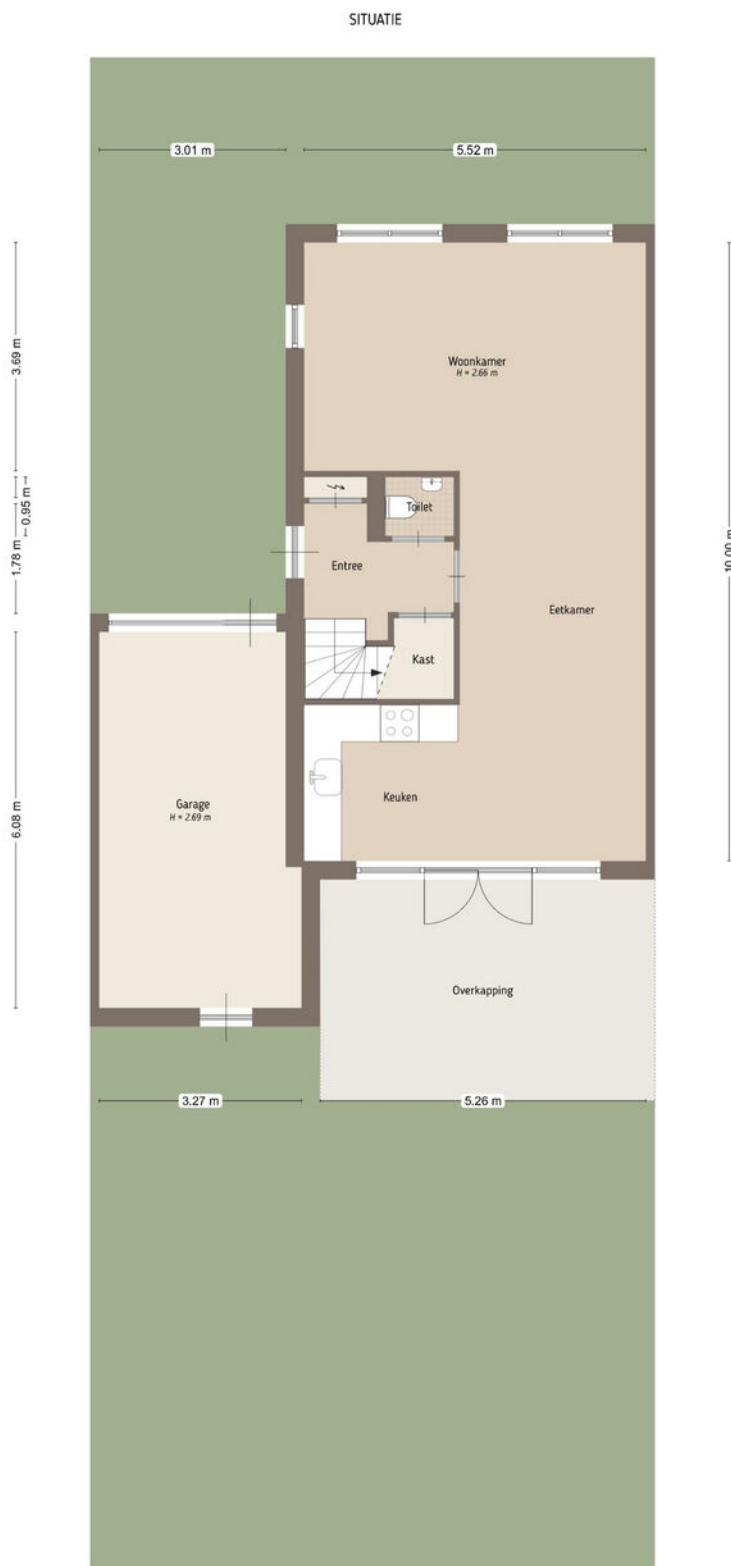 SITUATIE
3.01 m
5.52 m
3.69 m
Woonkamer
H = 2.66 m
0.95 m
Toilet
1.78 m
10.00 m
Entree
Eetkamer
Kast
Keuken
Garage
H = 2.69 m
6.08 m
Overkapping
3.27 m
5.26 m